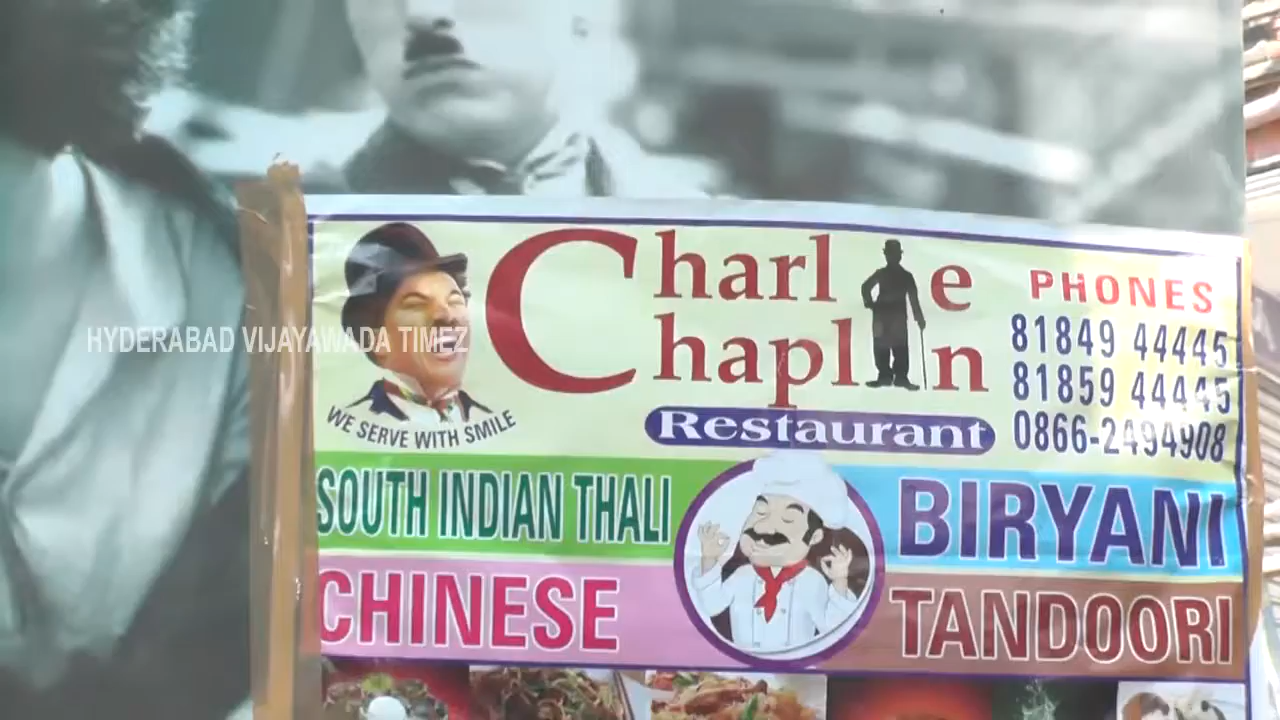 Charlie
Chaplin
Restaurant
WE SERVE WITH SMILE
PHONES
81849 44445
81859 44445
0866-2494908
HYDERABAD VIJAYAWADA TIMEZ
SOUTH INDIAN THALI
BIRYANI
CHINESE
TANDOORI